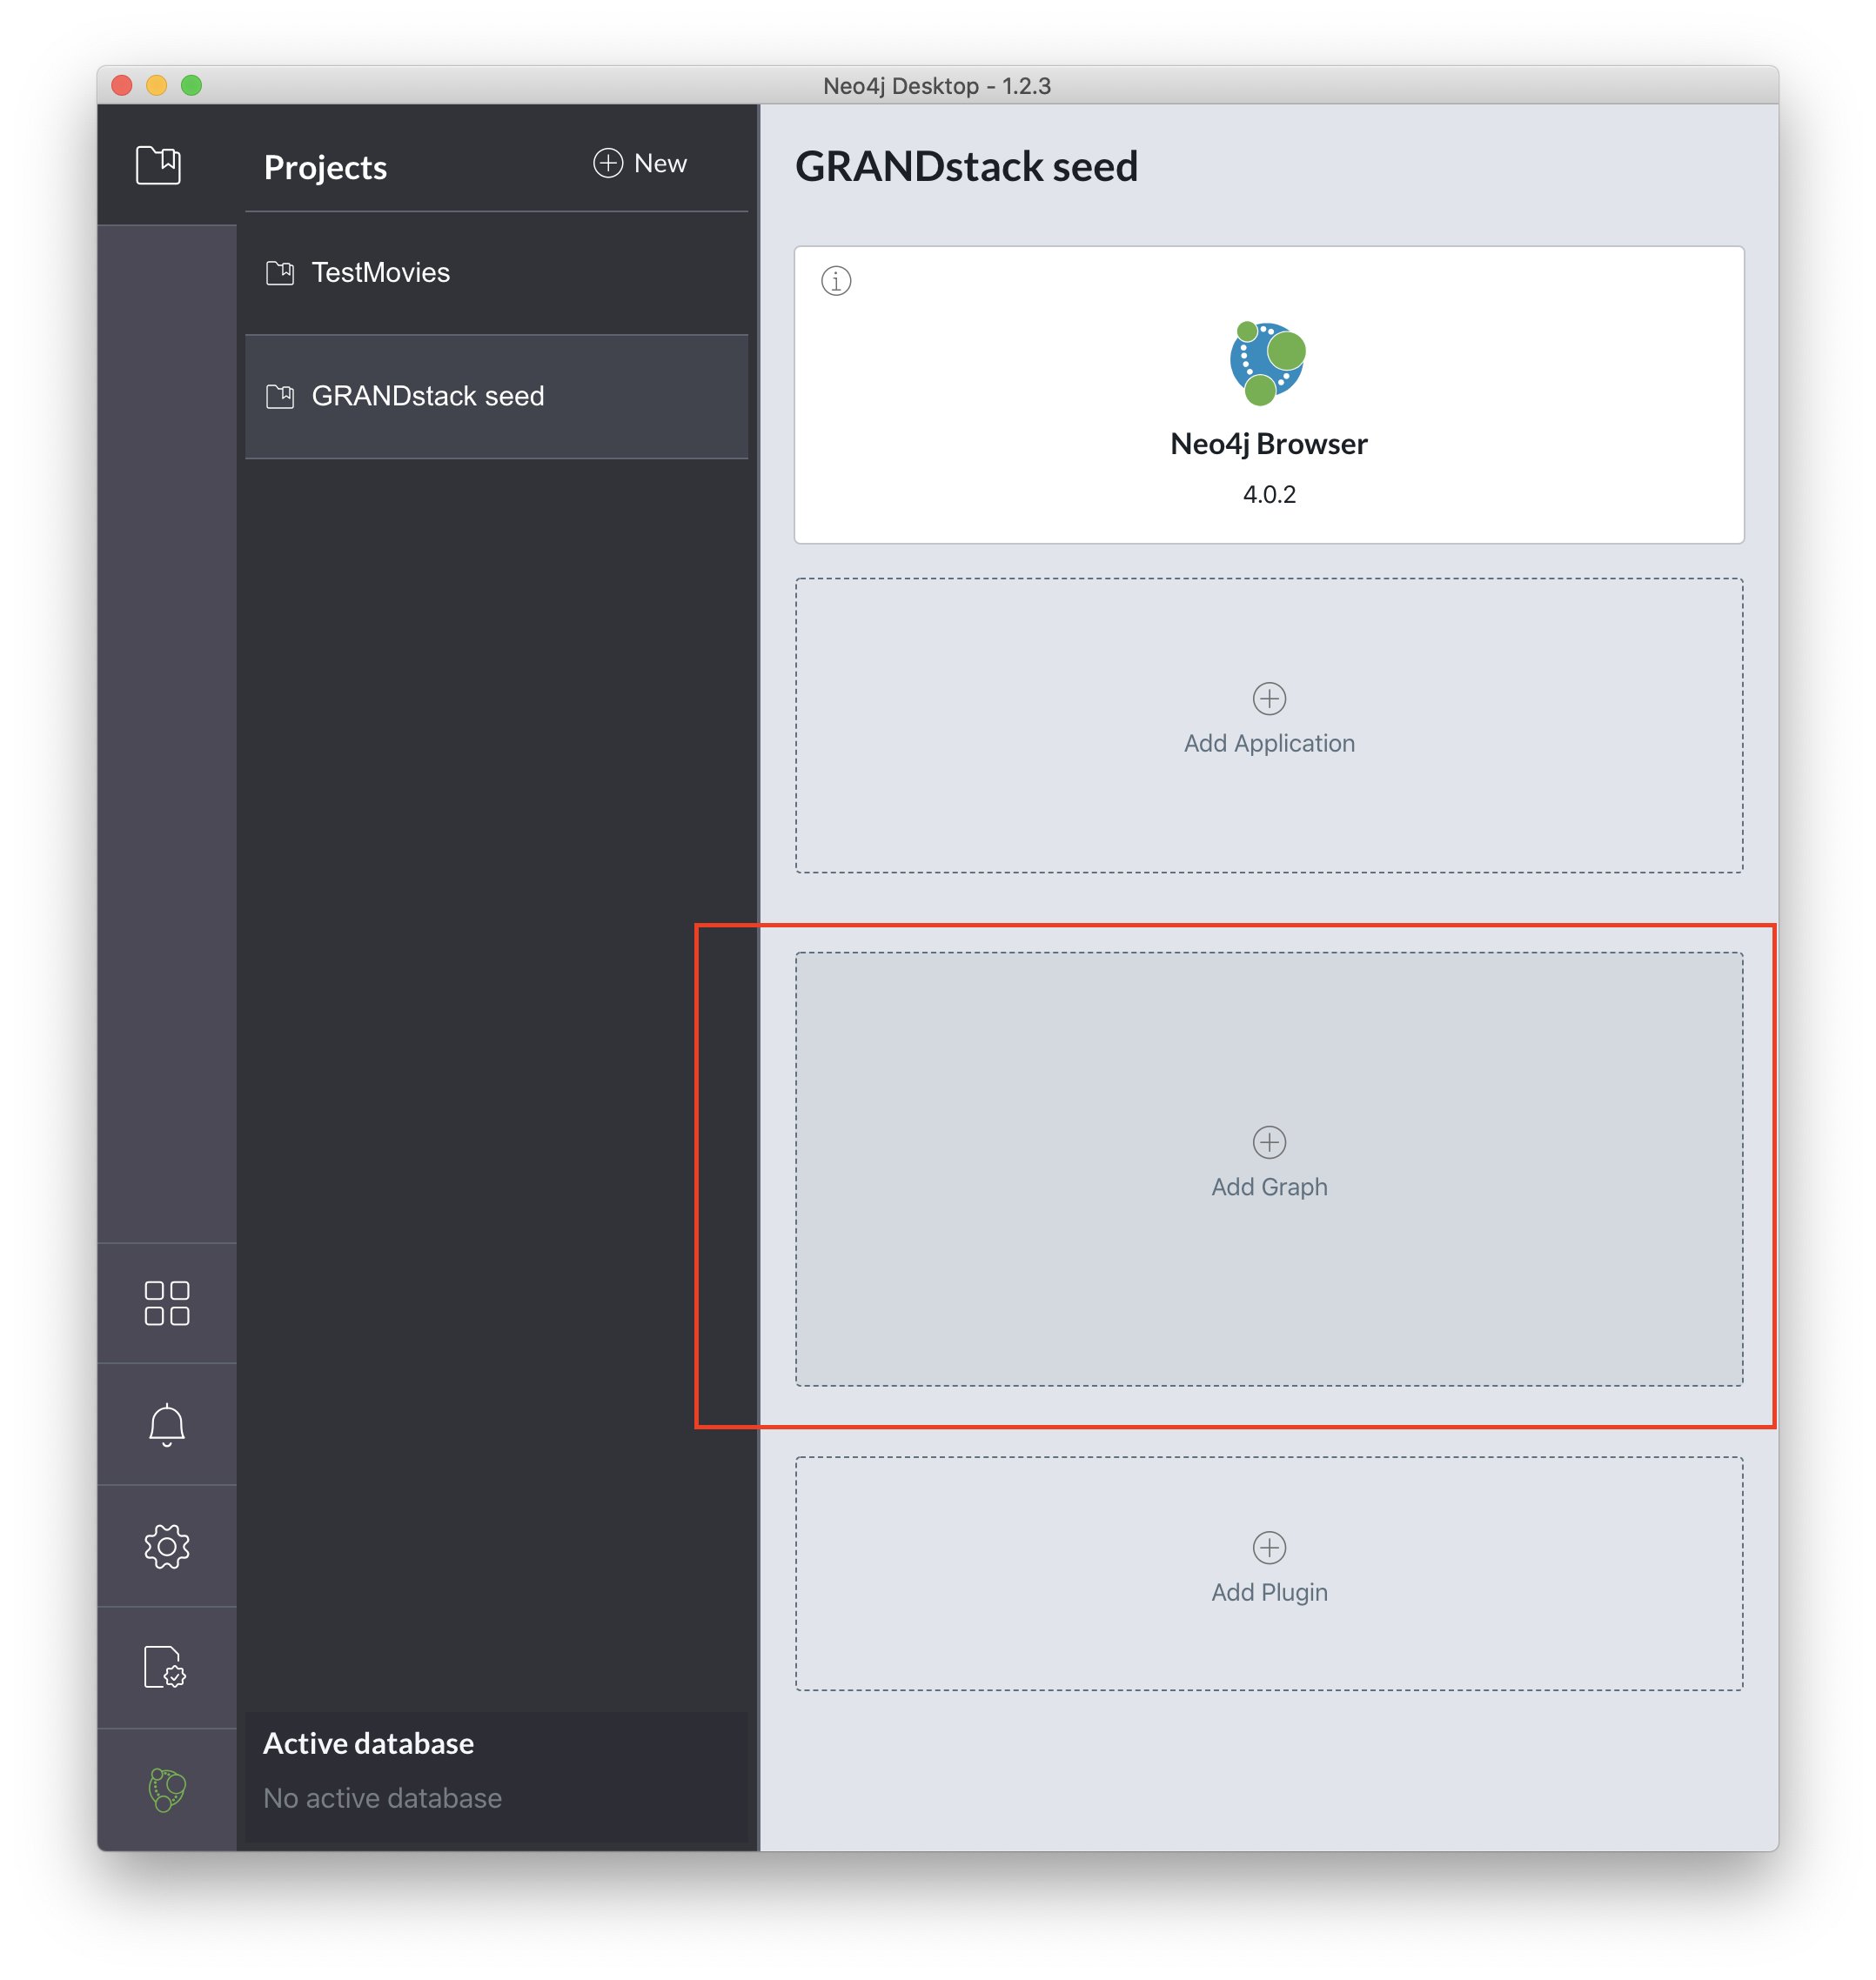 Neo4j Desktop - 1.2.3
Projects
New
TestMovies
GRANDstack seed
Active database
No active database
GRANDstack seed
Neo4j Browser
4.0.2
Add Application
Add Graph
Add Plugin